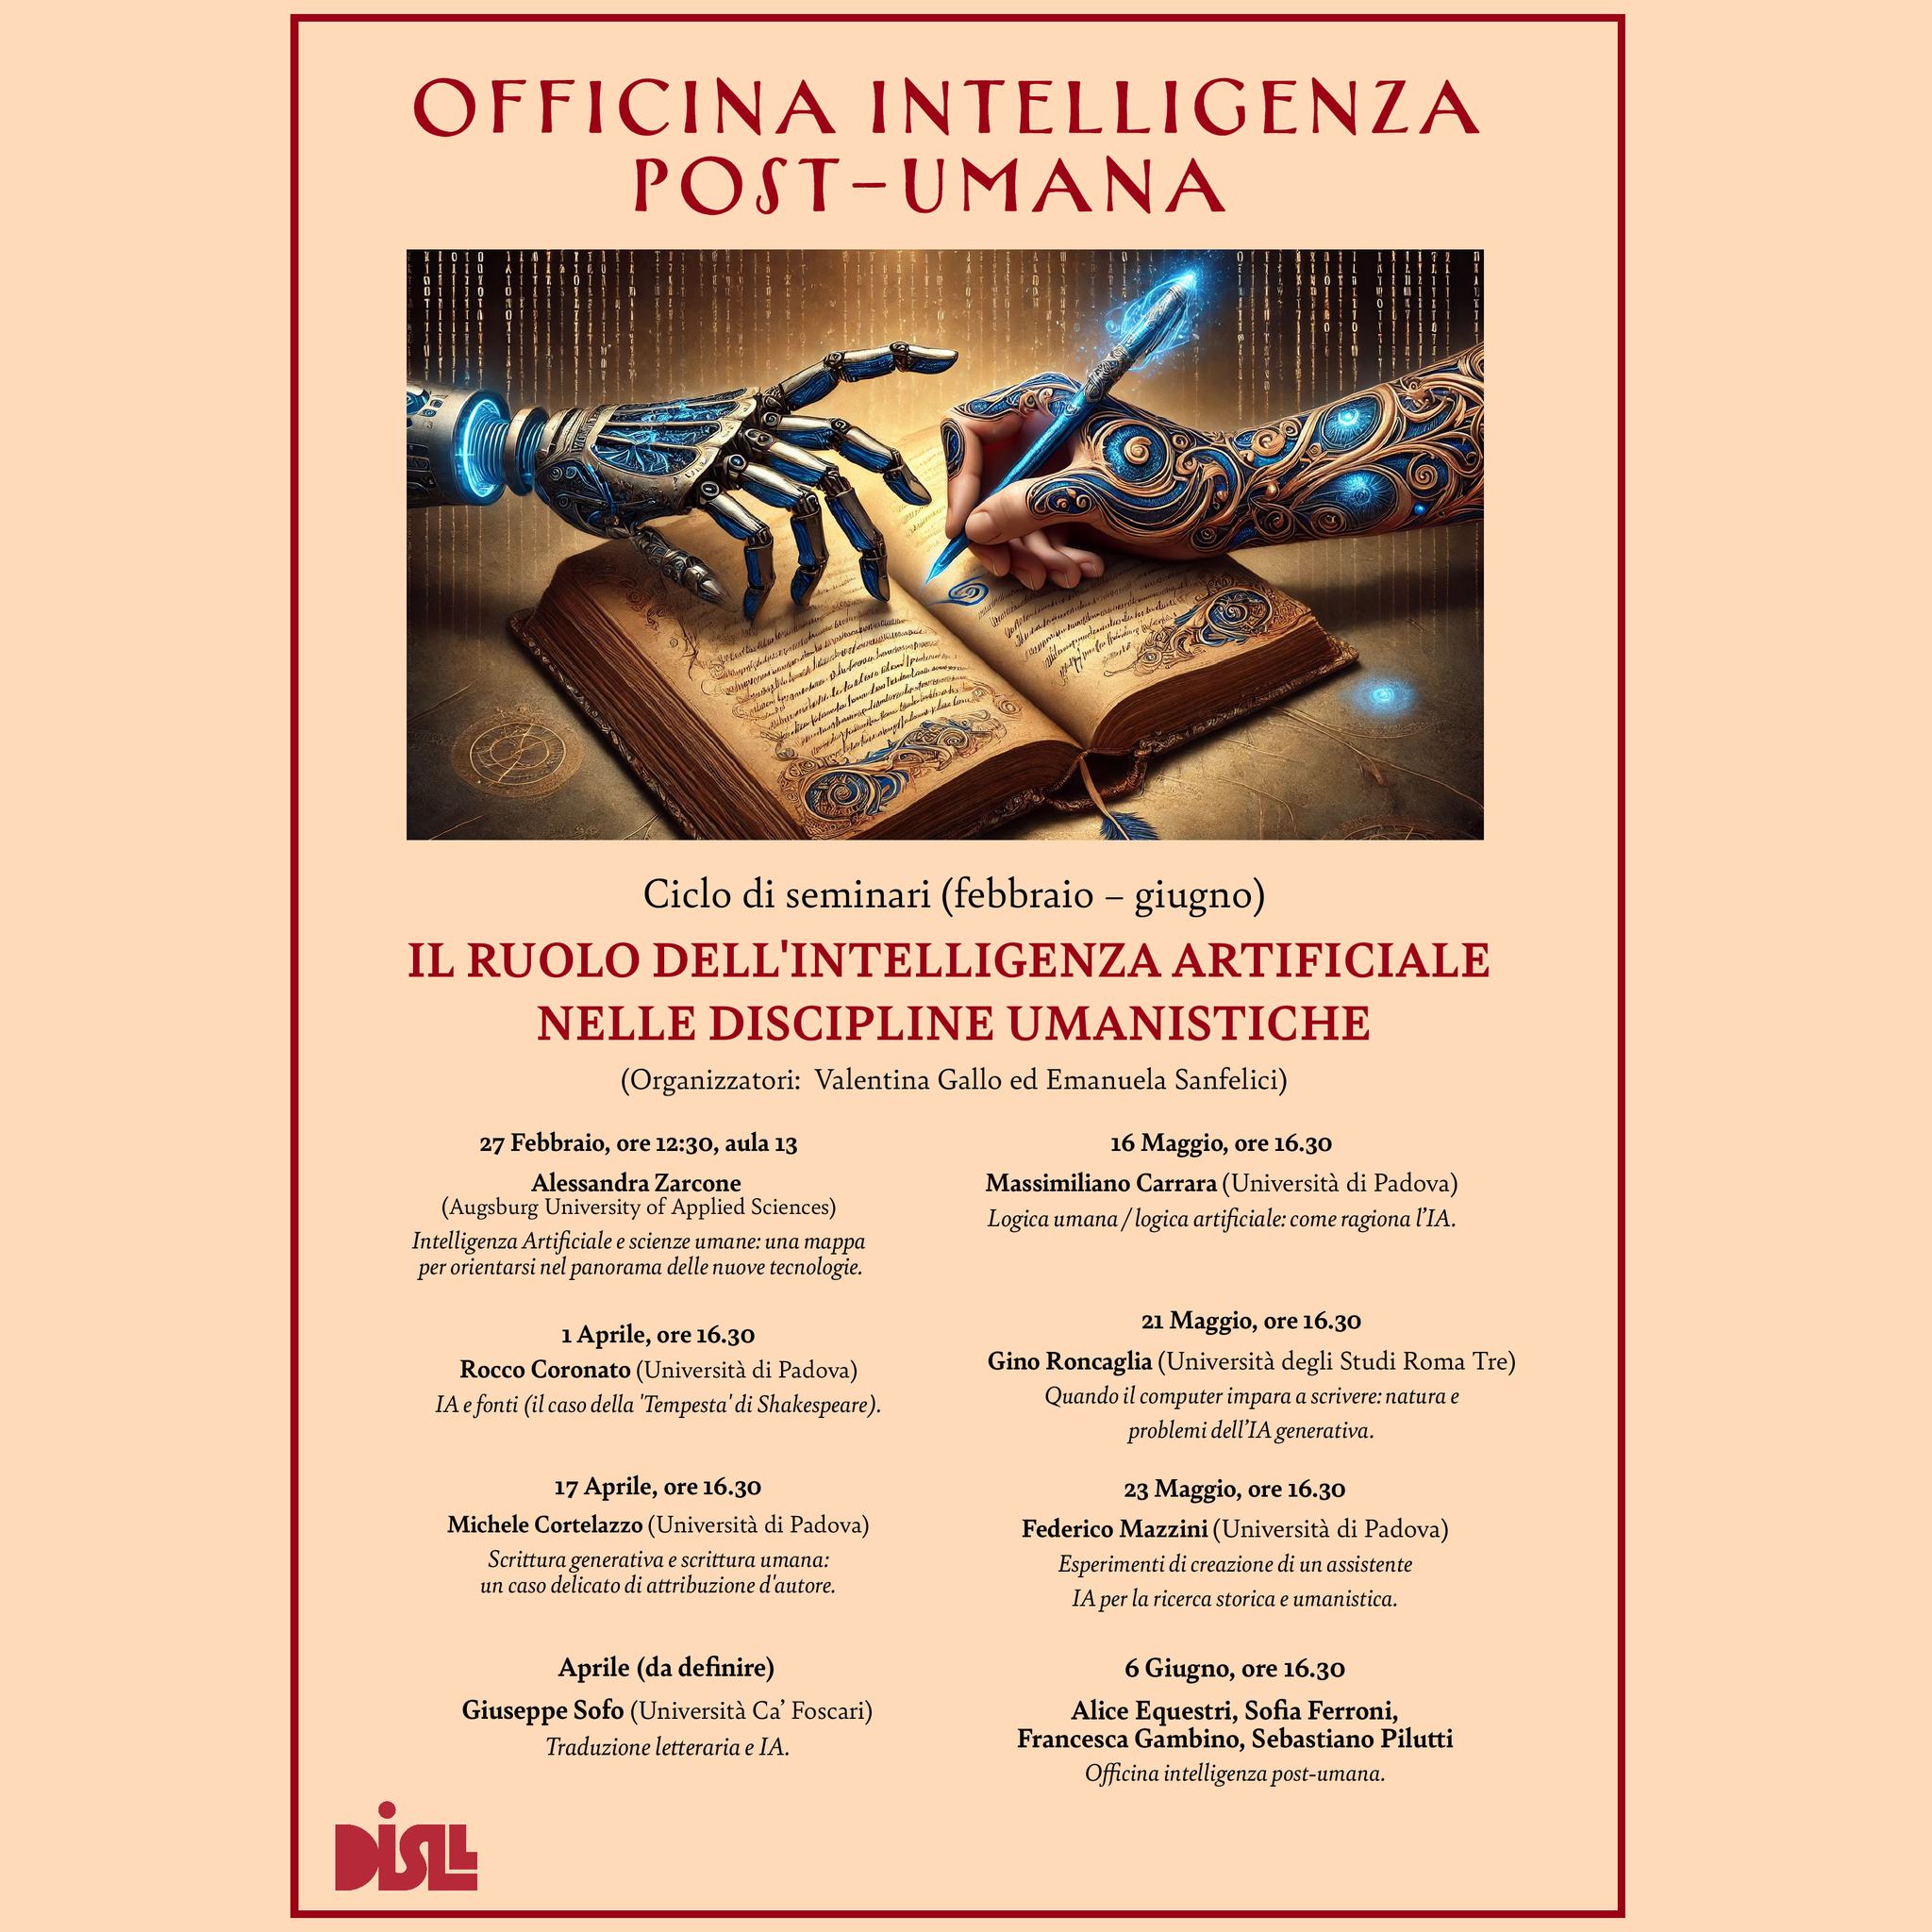 OFFICINA INTELLIGENZA
POST-UMANA
Ciclo di seminari (febbraio – giugno)
IL RUOLO DELL'INTELLIGENZA ARTIFICIALE
NELLE DISCIPLINE UMANISTICHE
(Organizzatori: Valentina Gallo ed Emanuela Sanfelici)
27 Febbraio, ore 12:30, aula 13
Alessandra Zarcone
(Augsburg University of Applied Sciences)
Intelligenza Artificiale e scienze umane: una mappa
per orientarsi nel panorama delle nuove tecnologie.
1 Aprile, ore 16.30
Rocco Coronato (Università di Padova)
IA e fonti (il caso della 'Tempesta' di Shakespeare).
17 Aprile, ore 16.30
Michele Cortelazzo (Università di Padova)
Scrittura generativa e scrittura umana:
un caso delicato di attribuzione d'autore.
Aprile (da definire)
Giuseppe Sofo (Università Ca’ Foscari)
Traduzione letteraria e IA.
16 Maggio, ore 16.30
Massimiliano Carrara (Università di Padova)
Logica umana / logica artificiale: come ragiona l’IA.
21 Maggio, ore 16.30
Gino Roncaglia (Università degli Studi Roma Tre)
Quando il computer impara a scrivere: natura e
problemi dell’IA generativa.
23 Maggio, ore 16.30
Federico Mazzini (Università di Padova)
Esperimenti di creazione di un assistente
IA per la ricerca storica e umanistica.
6 Giugno, ore 16.30
Alice Equestri, Sofia Ferroni,
Francesca Gambino, Sebastiano Pilutti
Officina intelligenza post-umana.
DiSLL